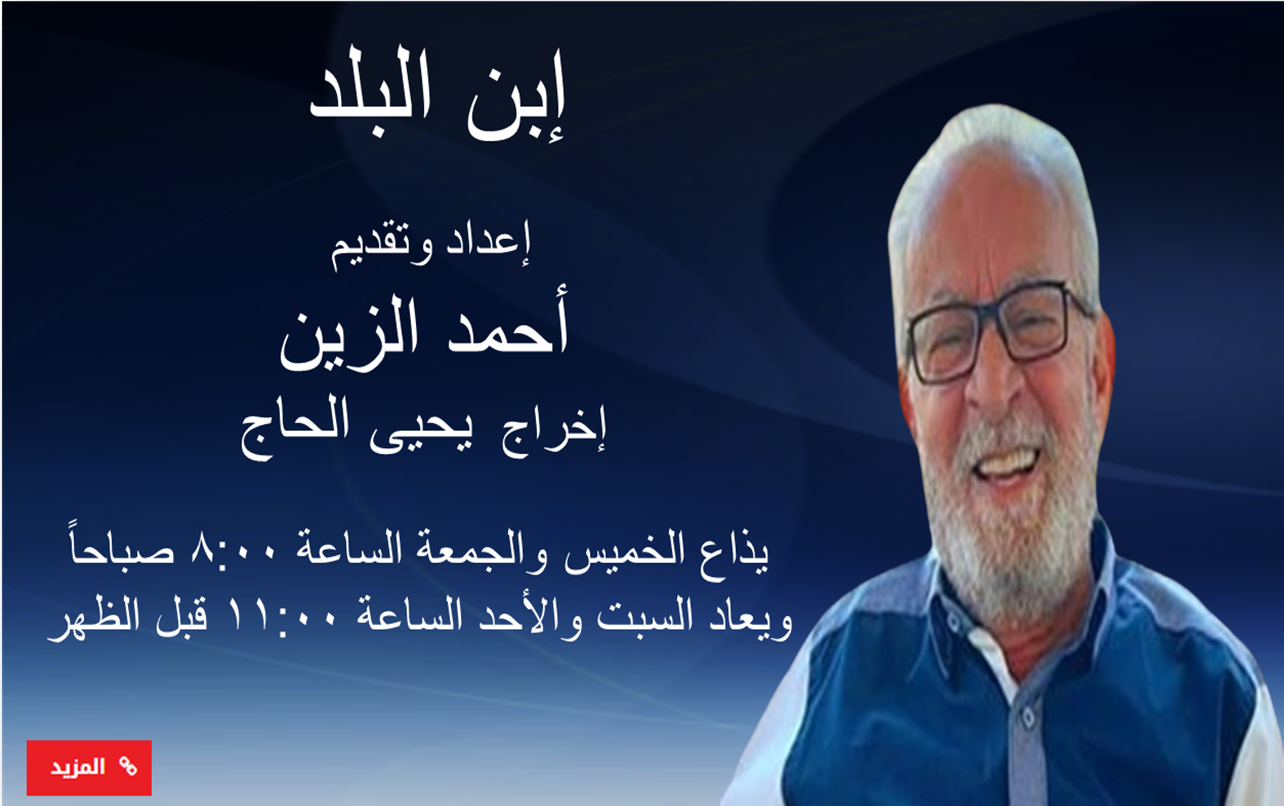 إبن البلد
إعداد وتقديم
أحمد الزين
إخراج يحيى الحاج
يذاع الخميس والجمعة الساعة ٨:٠٠ صباحاً
ويعاد السبت والأحد الساعة ١١:٠٠ قبل الظهر
المزيد